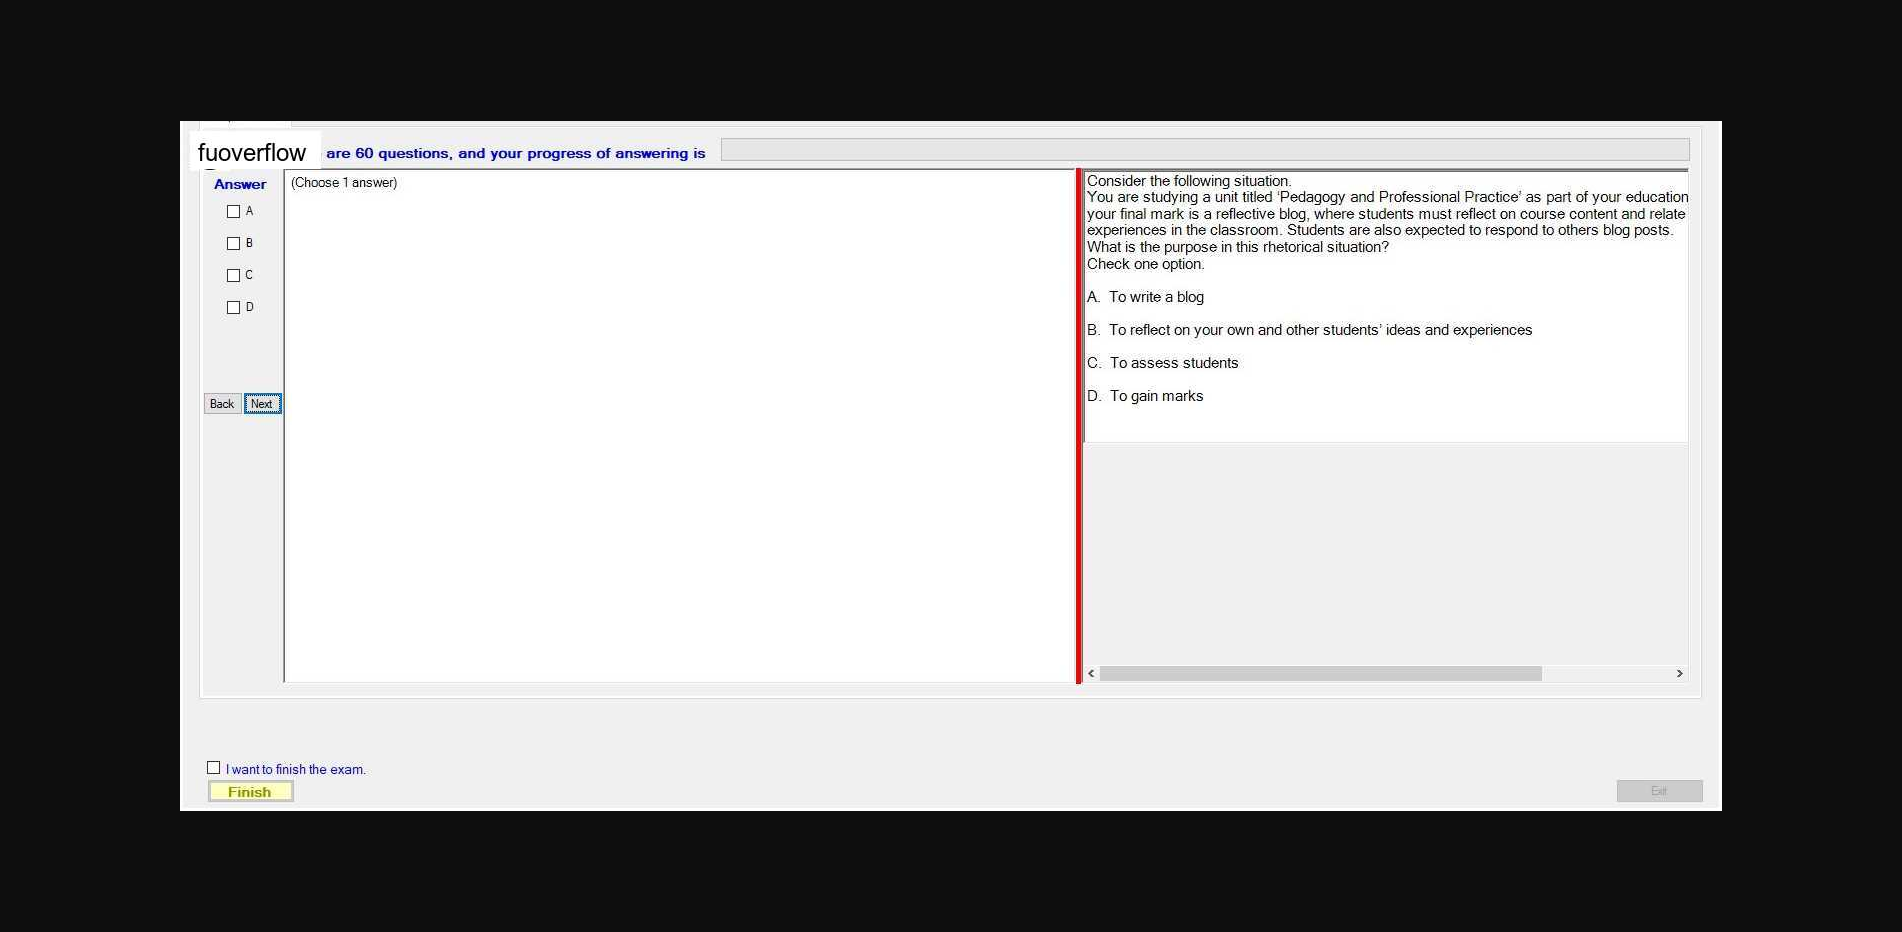 fuoverflow are 60 questions, and your progress of answering is
Answer
A
B
C
D
Back Next
(Choose 1 answer)
Consider the following situation.
You are studying a unit titled ‘Pedagogy and Professional Practice’ as part of your education
your final mark is a reflective blog, where students must reflect on course content and relate
experiences in the classroom. Students are also expected to respond to others blog posts.
What is the purpose in this rhetorical situation?
Check one option.
A. To write a blog
B. To reflect on your own and other students’ ideas and experiences
C. To assess students
D. To gain marks
I want to finish the exam.
Finish
Exit